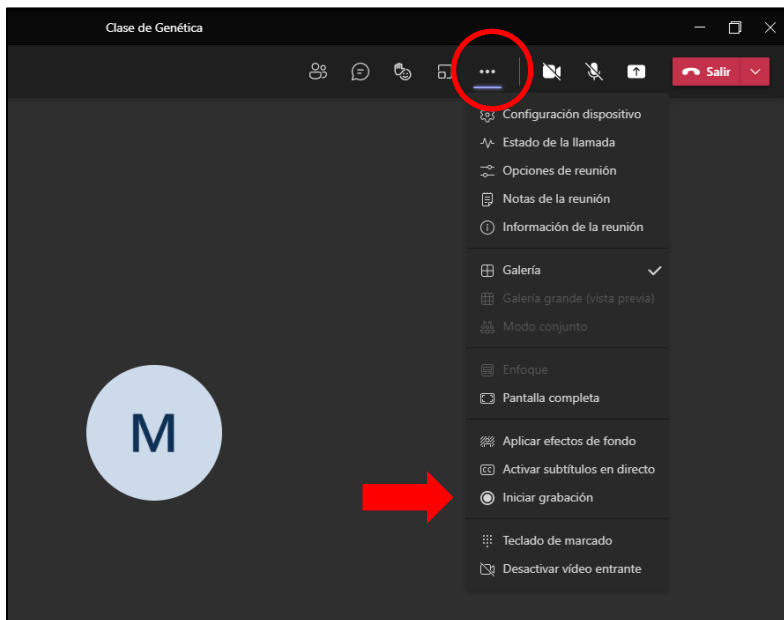 Clase de Genética
Salir
Configuración dispositivo
Estado de la llamada
Opciones de reunión
Notas de la reunión
Información de la reunión
Galería
Galería grande (vista previa)
Modo conjunto
Enfoque
Pantalla completa
Aplicar efectos de fondo
CC Activar subtítulos en directo
Iniciar grabación
Teclado de marcado
Desactivar vídeo entrante
M